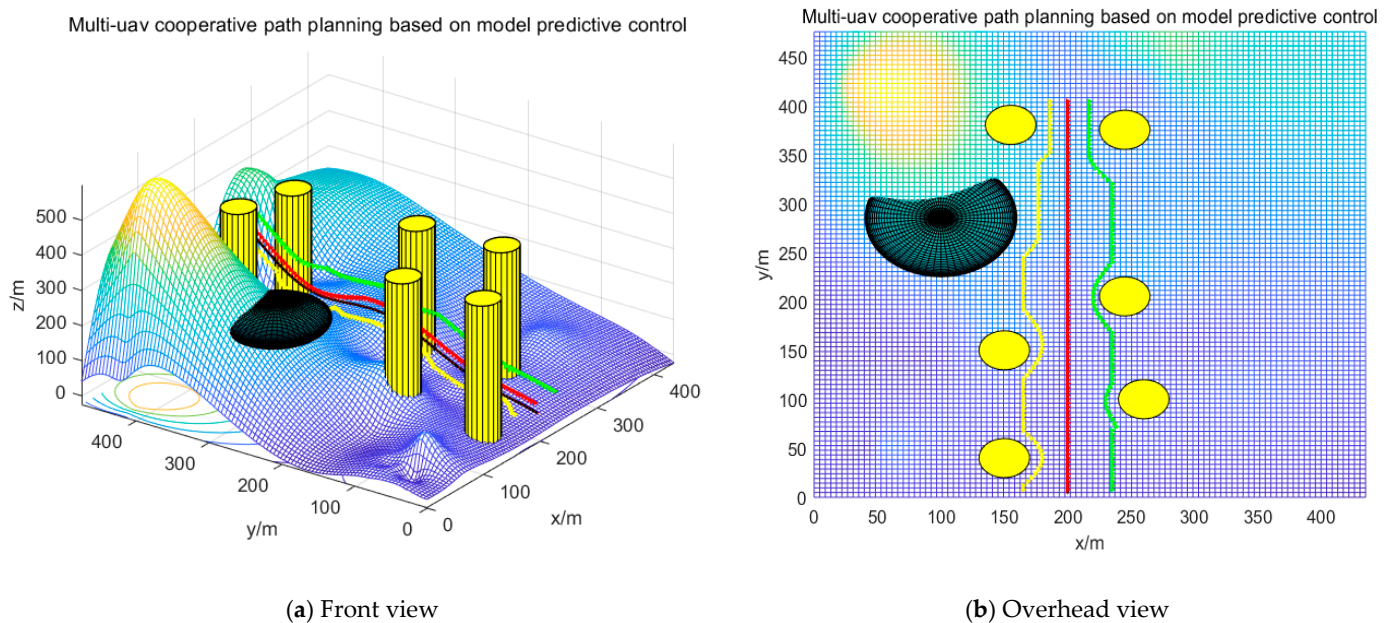 Multi-uav cooperative path planning based on model predictive control
500
400
300
200
100
0
z/m
400
300
200
100
0
y/m
0
100
200
300
400
x/m
(a) Front view
Multi-uav cooperative path planning based on model predictive control
450
400
350
300
250
200
150
100
50
0
y/m
0 50 100 150 200 250 300 350 400
x/m
(b) Overhead view